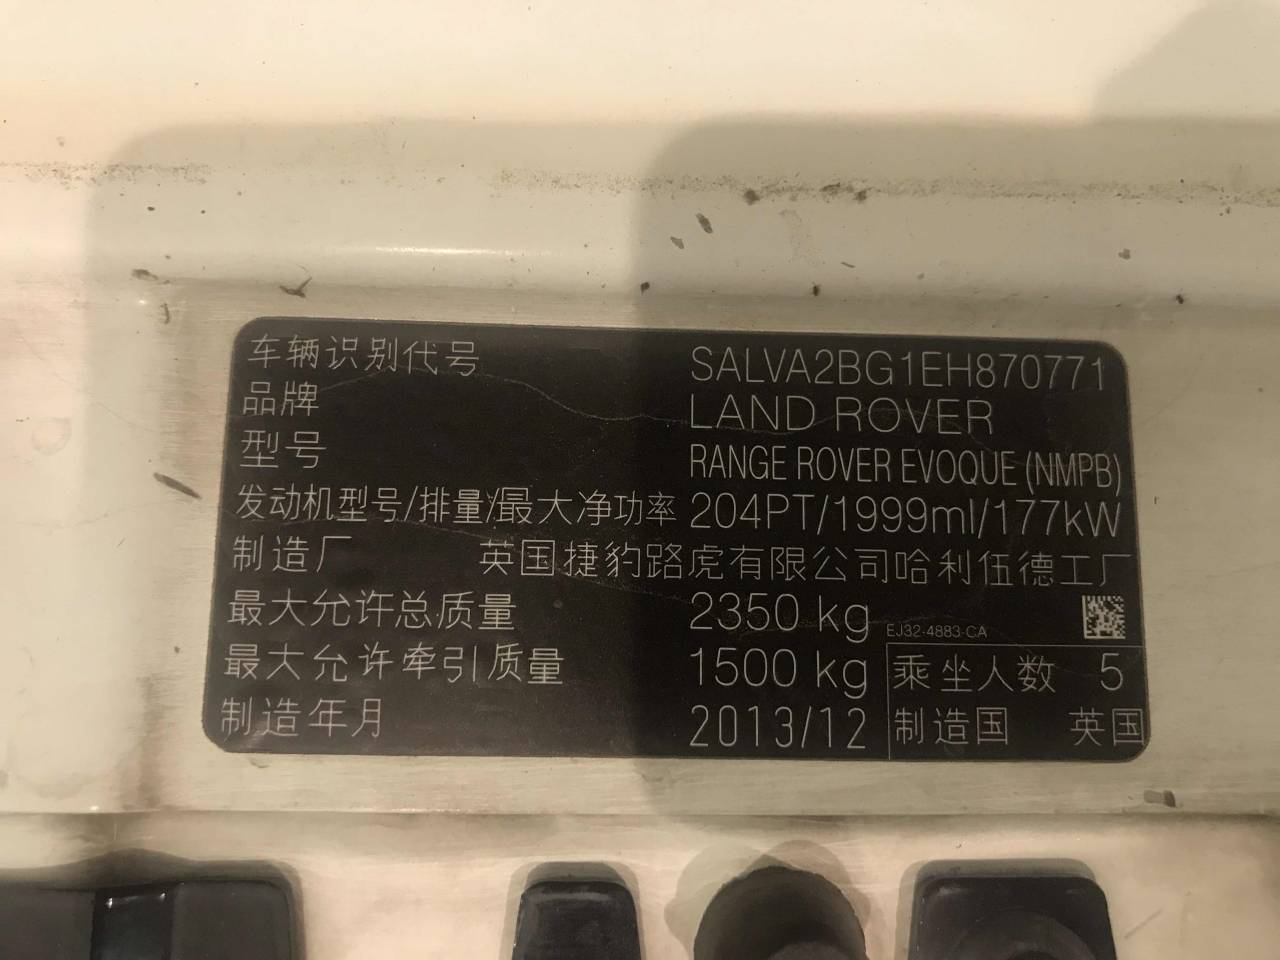 车辆识别代号 SALVA2BG1EH870771
品牌 LAND ROVER
型号 RANGE ROVER EVOQUE (NMPB)
发动机型号/排量/最大净功率 204PT/1999ml/177kW
制造厂 英国捷豹路虎有限公司哈利伍德工厂
最大允许总质量 2350 kg EJ32-4883-CA
最大允许牵引质量 1500 kg 乘坐人数 5
制造年月 2013/12 制造国 英国